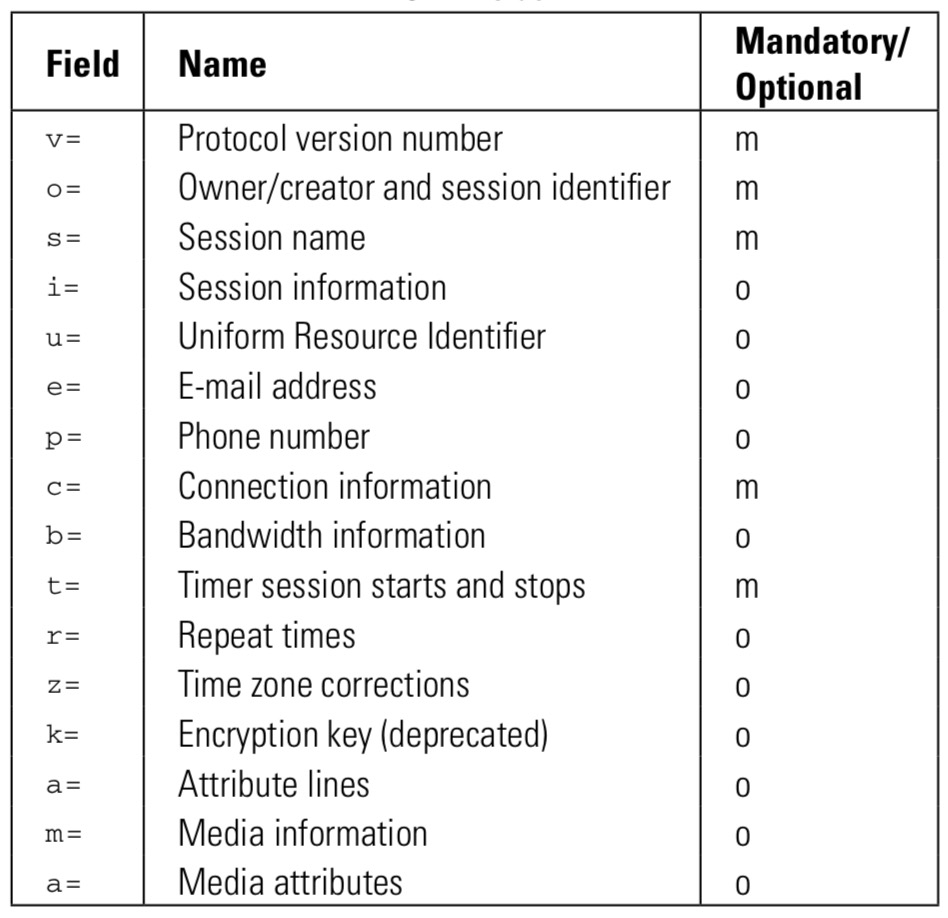 Field Name Mandatory/
Optional
v= Protocol version number m
o= Owner/creator and session identifier m
s= Session name m
i= Session information o
u= Uniform Resource Identifier o
e= E-mail address o
p= Phone number o
c= Connection information m
b= Bandwidth information o
t= Timer session starts and stops m
r= Repeat times o
z= Time zone corrections o
k= Encryption key (deprecated) o
a= Attribute lines o
m= Media information o
a= Media attributes o